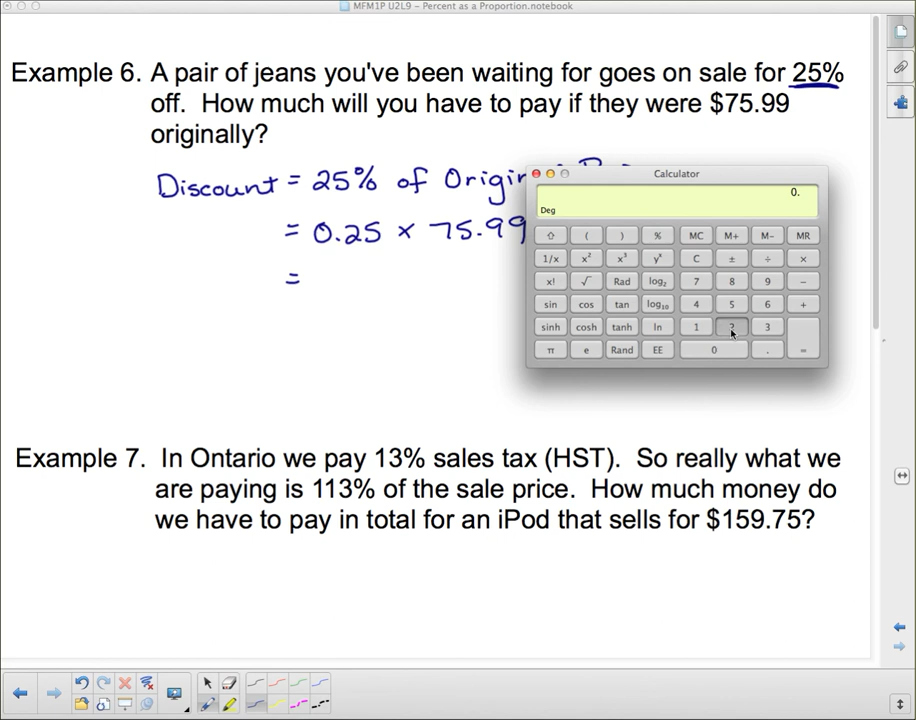 MFM1P U2L9 - Percent as a Proportion.notebook
Example 6. A pair of jeans you've been waiting for goes on sale for 25%
off. How much will you have to pay if they were $75.99
originally?
Discount = 25% of
= 0.25 × 75.99
=
Calculator
0.
Deg
( ) % MC M+ M- MR
1/x x² x³ yˣ C ± ÷ ×
x! √ Rad log₂ 7 8 9 −
sin cos tan log₁₀ 4 5 6 +
sinh cosh tanh ln 1 2 3
π e Rand EE 0 . =
Example 7. In Ontario we pay 13% sales tax (HST). So really what we
are paying is 113% of the sale price. How much money do
we have to pay in total for an iPod that sells for $159.75?